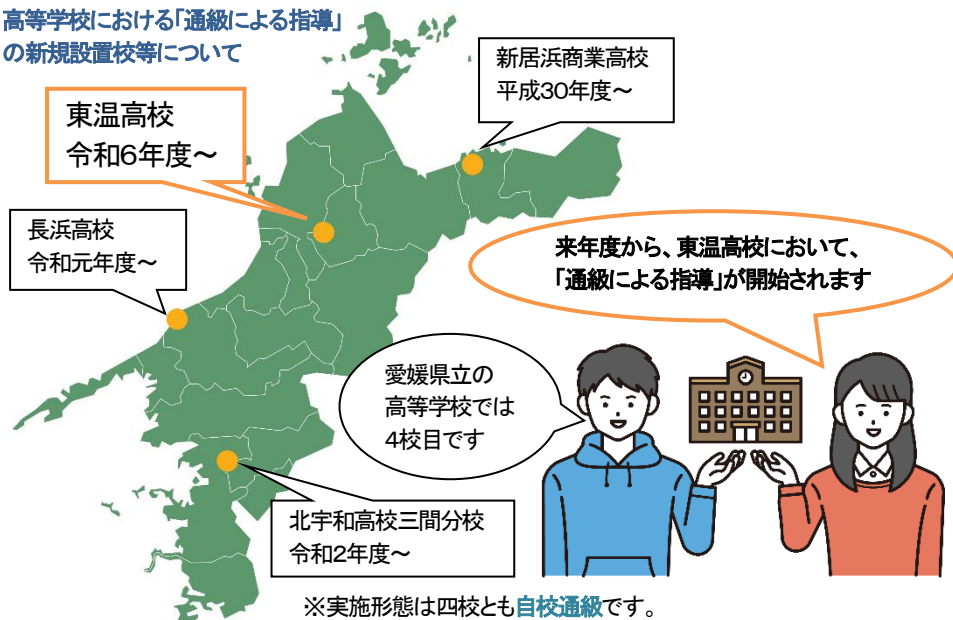 高等学校における「通級による指導」
の新規設置校等について
新居浜商業高校
平成30年度～
東温高校
令和6年度～
長浜高校
令和元年度～
来年度から、東温高校において、
「通級による指導」が開始されます
愛媛県立の
高等学校では
4校目です
北宇和高校三間分校
令和2年度～
※実施形態は四校とも自校通級です。